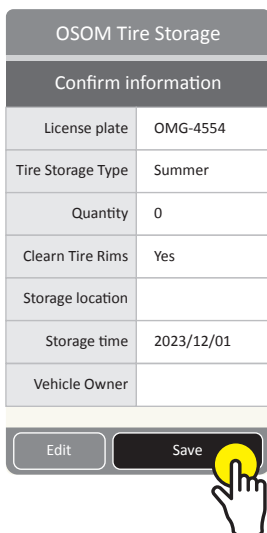 OSOM Tire Storage
Confirm information
License plate OMG-4554
Tire Storage Type Summer
Quantity 0
Clearn Tire Rims Yes
Storage location
Storage time 2023/12/01
Vehicle Owner
Edit Save